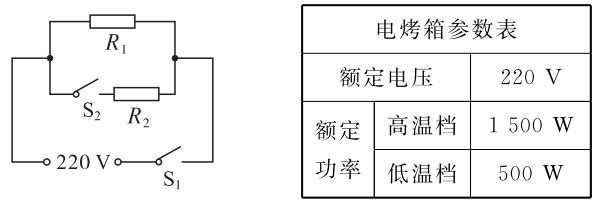 R₁
S₂
R₂
220 V
S₁
电烤箱参数表
额定电压 220 V
额定功率 高温档 1 500 W
低温档 500 W